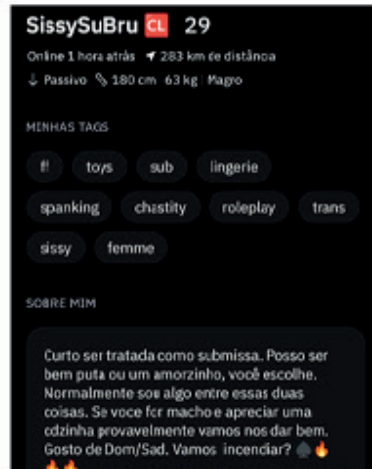 SissySuBru 🆑 29
Online 1 hora atrás 283 km de distância
Passivo 180 cm 63 kg Magro
MINHAS TAGS
ff toys sub lingerie
spanking chastity roleplay trans
sissy femme
SOBRE MIM
Curto ser tratada como submissa. Posso ser
bem puta ou um amorzinho, você escolhe.
Normalmente sou algo entre essas duas
coisas. Se voce for macho e apreciar uma
cdzinha provavelmente vamos nos dar bem.
Gosto de Dom/Sad. Vamos incendiar? ♠️🔥
🔥🔥